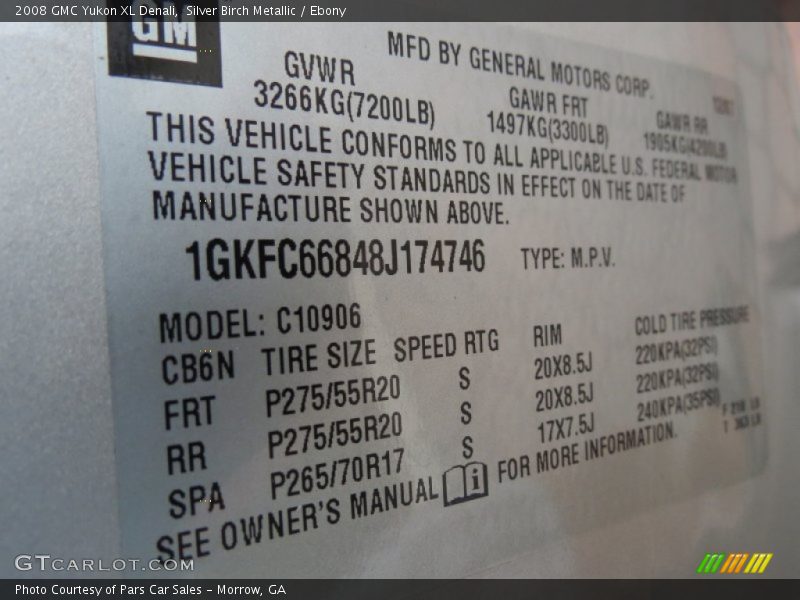 2008 GMC Yukon XL Denali, Silver Birch Metallic / Ebony
GM
MFD BY GENERAL MOTORS CORP.
GVWR GAWR FRT GAWR RR
3266KG(7200LB) 1497KG(3300LB) 1905KG(4200LB)
THIS VEHICLE CONFORMS TO ALL APPLICABLE U.S. FEDERAL MOTOR
VEHICLE SAFETY STANDARDS IN EFFECT ON THE DATE OF
MANUFACTURE SHOWN ABOVE.
1GKFC66848J174746 TYPE: M.P.V.
MODEL: C10906
CB6N TIRE SIZE SPEED RTG RIM COLD TIRE PRESSURE
FRT P275/55R20 S 20X8.5J 220KPA(32PSI)
RR P275/55R20 S 20X8.5J 220KPA(32PSI)
SPA P265/70R17 S 17X7.5J 240KPA(35PSI)
SEE OWNER'S MANUAL FOR MORE INFORMATION.
GTCARLOT.COM
Photo Courtesy of Pars Car Sales - Morrow, GA